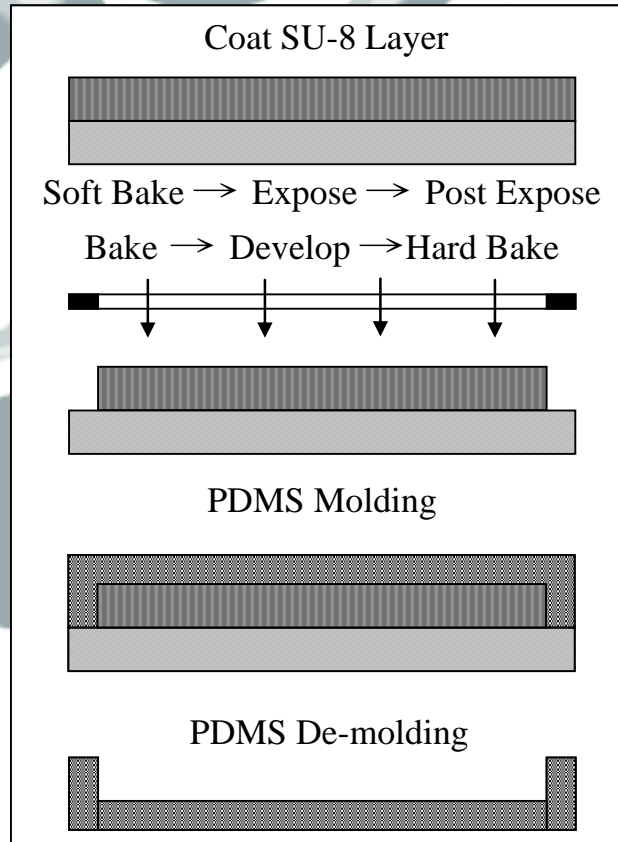 Coat SU-8 Layer
Soft Bake → Expose → Post Expose
Bake → Develop → Hard Bake
PDMS Molding
PDMS De-molding